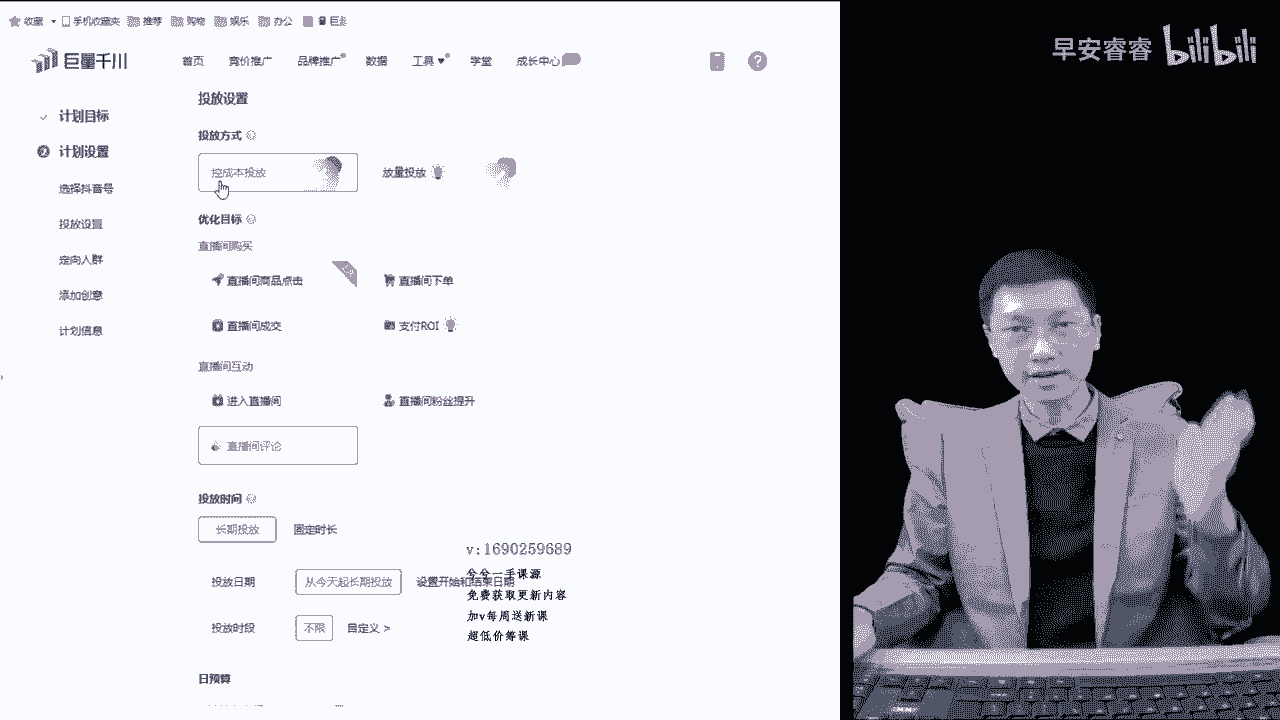 收藏 手机收藏夹 推荐 购物 娱乐 办公 巨量
巨量千川 首页 竞价推广 品牌推广 数据 工具 学堂 成长中心 ?
早安睿睿 bilibili
计划目标
计划设置
选择抖音号
投放设置
定向人群
添加创意
计划信息
投放设置
投放方式
控成本投放 放量投放
优化目标
直播间购买
直播间商品点击 直播间下单
直播间成交 支付ROI
直播间互动
进入直播间 直播间粉丝提升
直播间评论
投放时间
长期投放 固定时长
投放日期 从今天起长期投放 设置开始和结束日期
投放时段 不限 自定义 >
日预算
v:1690259689
兮兮一手课源
免费获取更新内容
加v每周送新课
超低价筹课